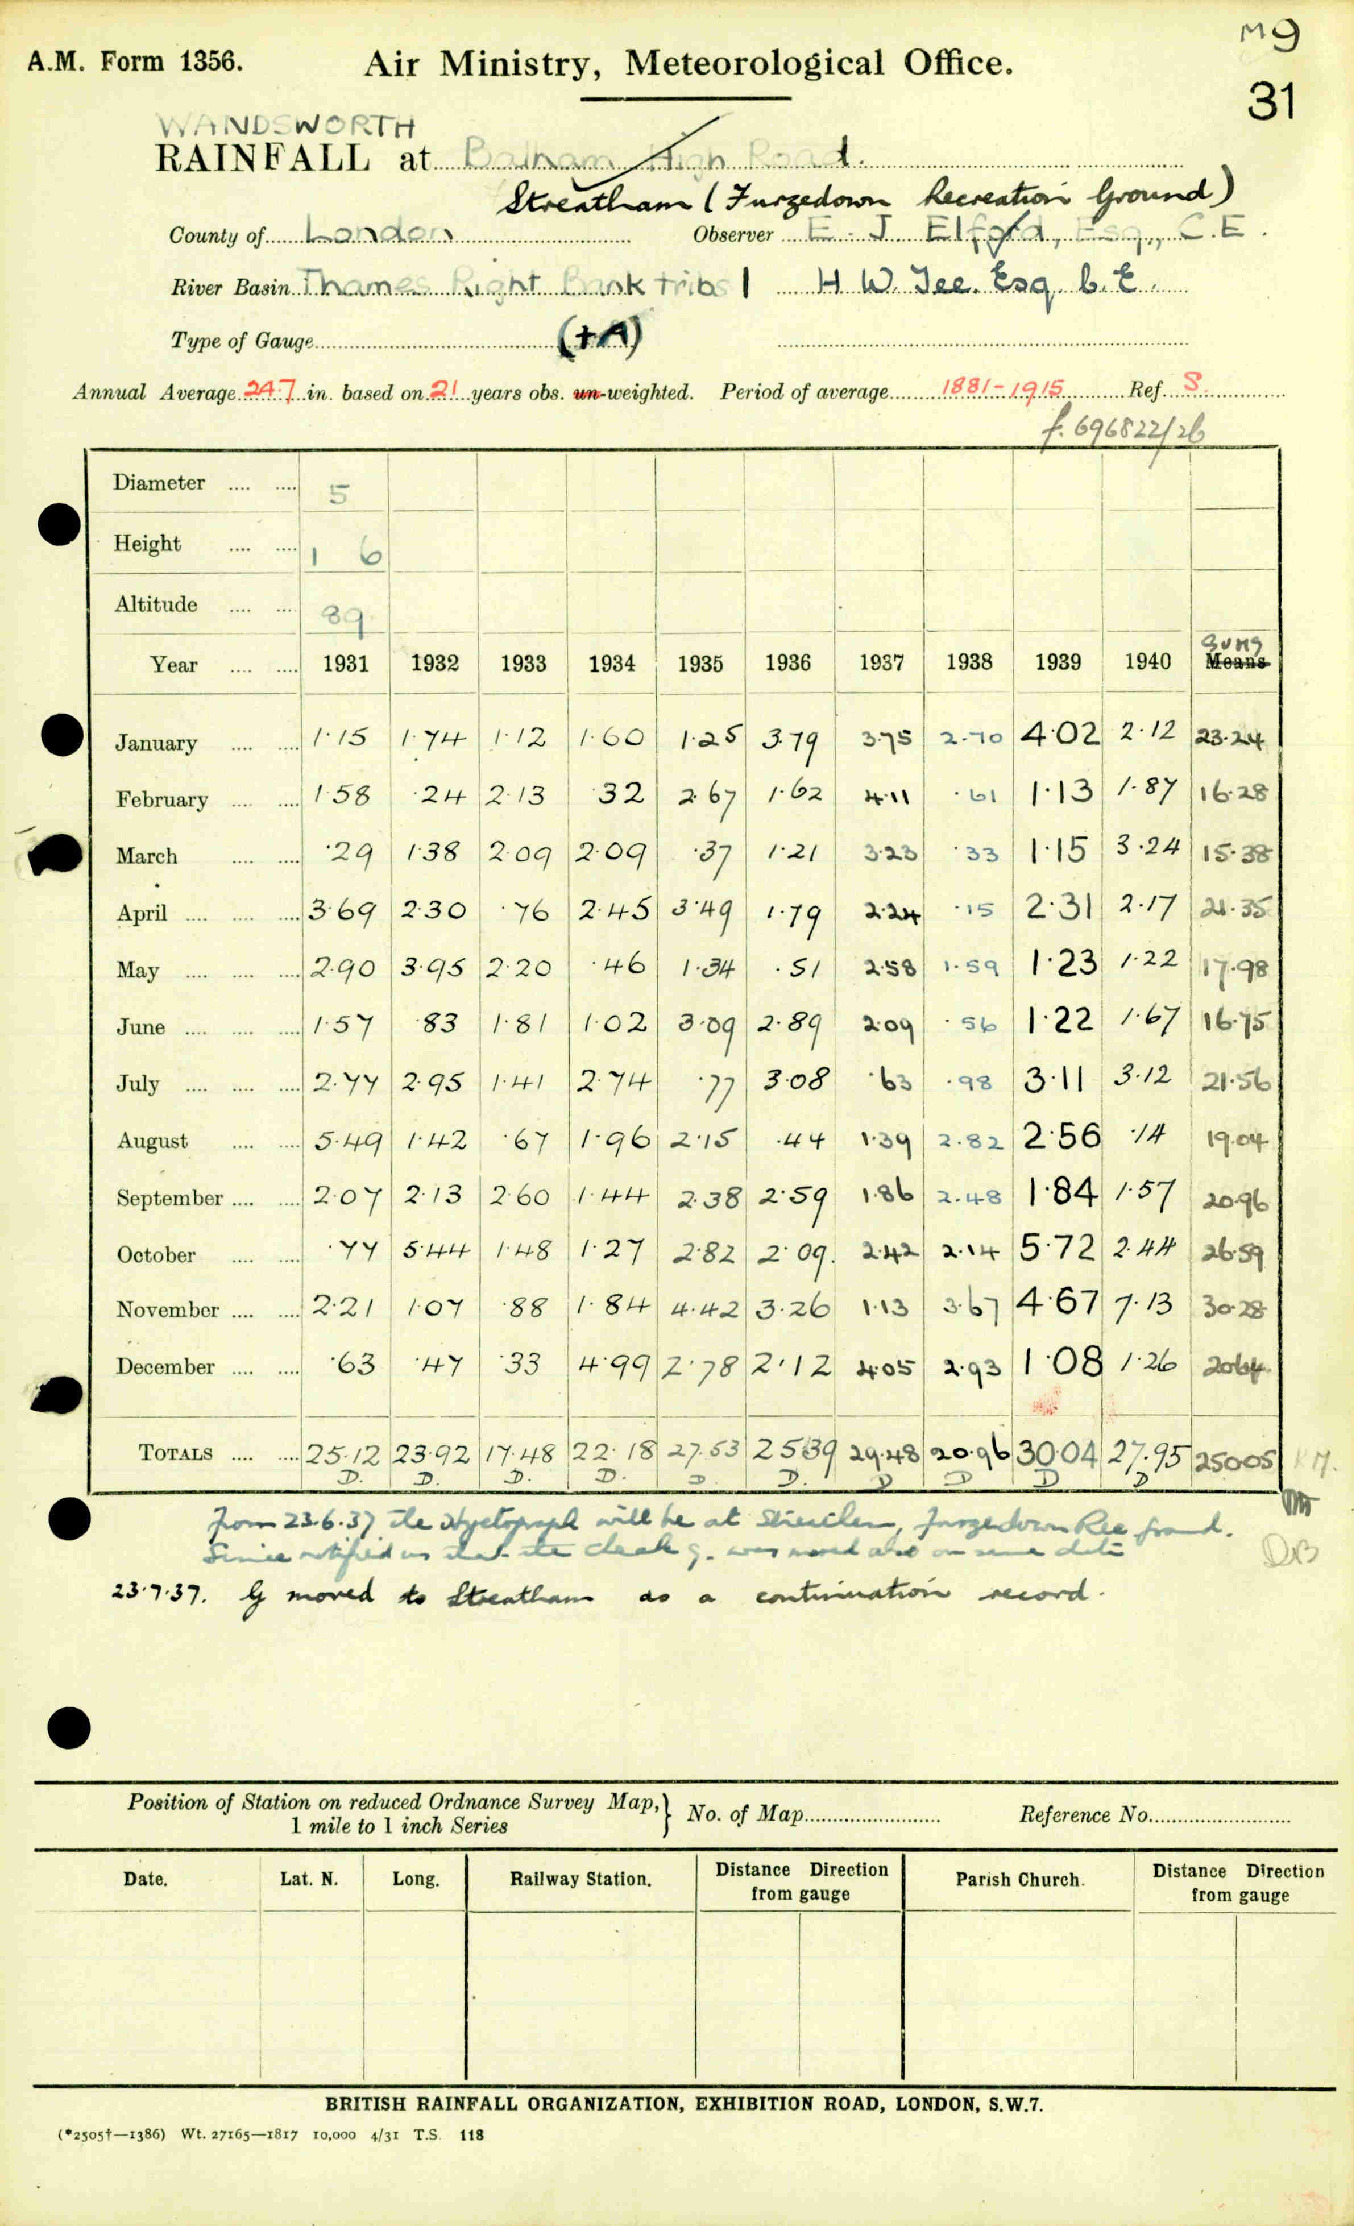 M9
A.M. Form 1356. Air Ministry, Meteorological Office.
31
WANDSWORTH
RAINFALL at Balham High Road.
Streatham (Furzedown Recreation Ground)
County of London Observer E. J. Elford, Esq., C.E.
River Basin Thames Right Bank tribs | H W. Tee. Esq. C. E.
Type of Gauge (+A)
Annual Average 24.7 in. based on 21 years obs. un-weighted. Period of average 1881-1915 Ref. S.
f. 696822/26
Diameter .... .... 5
Height .... .... 1 6
Altitude .... .... 89
Year .... .... 1931 1932 1933 1934 1935 1936 1937 1938 1939 1940 Sums Means
January .... .... 1·15 1·74 1·12 1·60 1·25 3·79 3·75 2·70 4·02 2·12 23·24
February .... .... 1·58 ·24 2·13 ·32 2·67 1·62 4·11 ·61 1·13 1·87 16·28
March .... .... ·29 1·38 2·09 2·09 ·37 1·21 3·23 ·33 1·15 3·24 15·38
April .... .... .... 3·69 2·30 ·76 2·45 3·49 1·79 2·24 ·15 2·31 2·17 21·35
May .... .... .... 2·90 3·95 2·20 ·46 1·34 ·51 2·58 1·59 1·23 1·22 17·98
June .... .... .... 1·57 ·83 1·81 1·02 3·09 2·89 2·09 ·56 1·22 1·67 16·75
July .... .... .... 2·77 2·95 1·41 2·74 ·77 3·08 ·63 ·98 3·11 3·12 21·56
August .... .... 5·49 1·42 ·67 1·96 2·15 ·44 1·39 2·82 2·56 ·14 19·04
September .... .... 2·07 2·13 2·60 1·44 2·38 2·59 1·86 2·48 1·84 1·57 20·96
October .... .... ·77 5·44 1·48 1·27 2·82 2·09. 2·42 2·14 5·72 2·44 26·59
November .... .... 2·21 1·07 ·88 1·84 4·42 3·26 1·13 3·67 4·67 7·13 30·28
December .... .... ·63 ·47 ·33 4·99 2·78 2·12 4·05 2·93 1·08 1·26 20·64
TOTALS .... .... 25·12 23·92 17·48 22·18 27·53 25·39 29·48 20·96 30·04 27·95 250·05 KM.
D. D. D. D. D. D. D D D D
From 23.6.37 the Hyetograph will be at Streatham, Furzedown Rec ground.
Since notified us that the check g. was moved also on same date
DB
23·7·37. G moved to Streatham as a continuation record.
Position of Station on reduced Ordnance Survey Map, 1 mile to 1 inch Series } No. of Map Reference No.
Date. Lat. N. Long. Railway Station. Distance Direction from gauge Parish Church. Distance Direction from gauge
BRITISH RAINFALL ORGANIZATION, EXHIBITION ROAD, LONDON, S.W.7.
(*2505†—1386) Wt. 27165—1817 10,000 4/31 T.S. 118